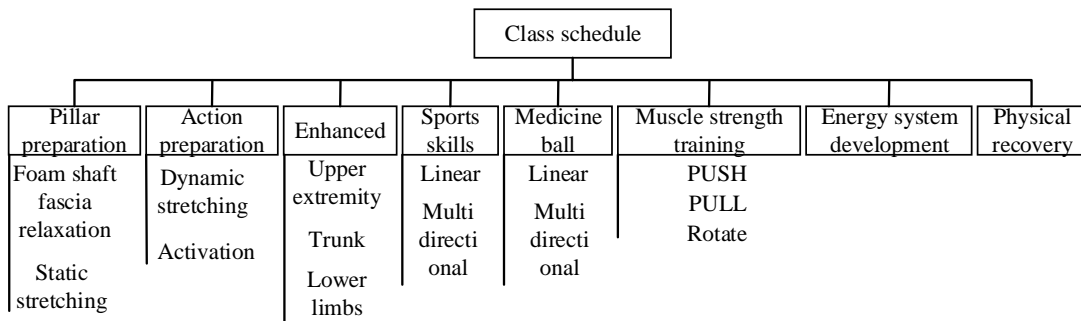 Class schedule
Pillar
preparation
Action
preparation
Enhanced
Sports
skills
Medicine
ball
Muscle strength
training
Energy system
development
Physical
recovery
Foam shaft
fascia
relaxation
Static
stretching
Dynamic
stretching
Activation
Upper
extremity
Trunk
Lower
limbs
Linear
Multi
directi
onal
Linear
Multi
directi
onal
PUSH
PULL
Rotate